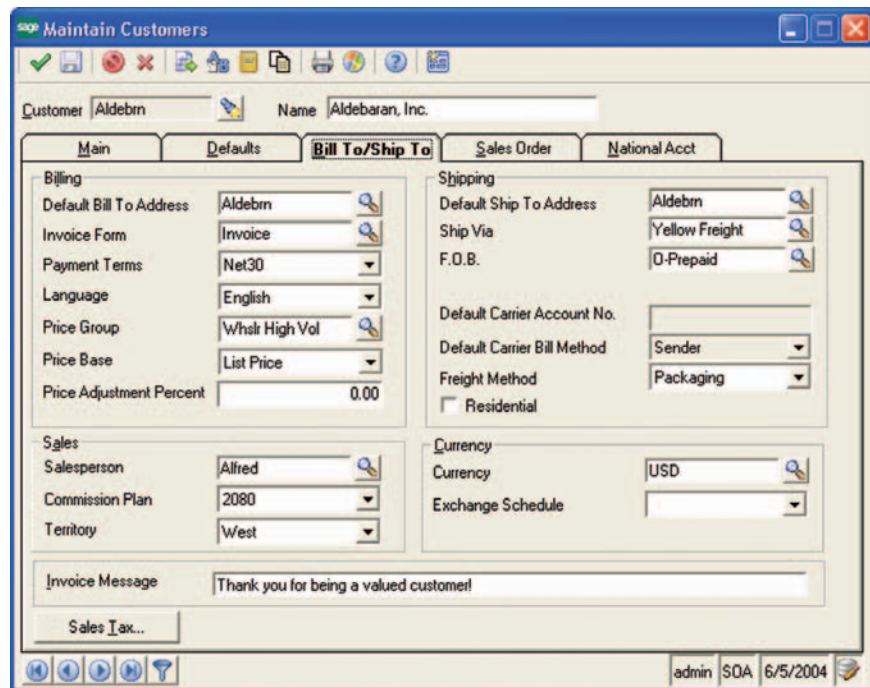 sage Maintain Customers
Customer Aldebrn Name Aldebaran, Inc.
Main Defaults Bill To/Ship To Sales Order National Acct
Billing
Default Bill To Address Aldebrn
Invoice Form Invoice
Payment Terms Net30
Language English
Price Group Whslr High Vol
Price Base List Price
Price Adjustment Percent 0.00
Shipping
Default Ship To Address Aldebrn
Ship Via Yellow Freight
F.O.B. O-Prepaid
Default Carrier Account No.
Default Carrier Bill Method Sender
Freight Method Packaging
Residential
Sales
Salesperson Alfred
Commission Plan 2080
Territory West
Currency
Currency USD
Exchange Schedule
Invoice Message Thank you for being a valued customer!
Sales Tax...
admin SOA 6/5/2004